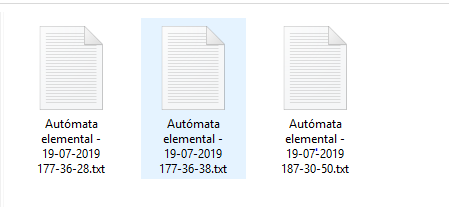 Autómata
elemental -
19-07-2019
177-36-28.txt
Autómata
elemental -
19-07-2019
177-36-38.txt
Autómata
elemental -
19-07-2019
187-30-50.txt